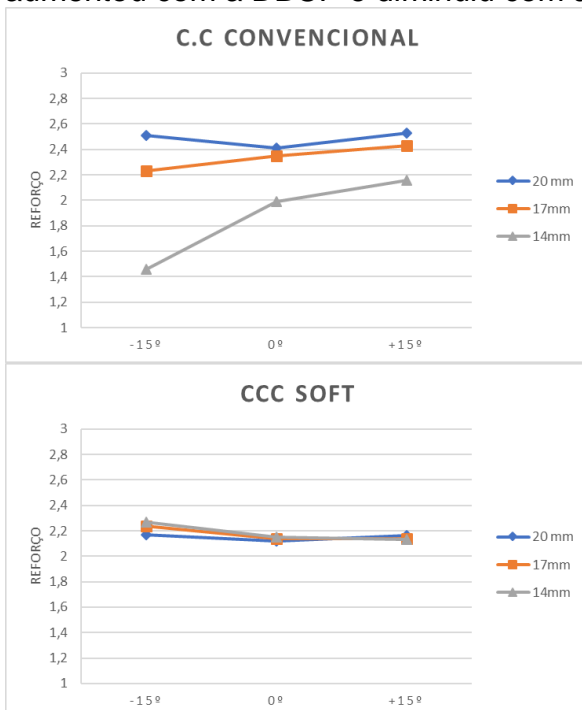 C.C CONVENCIONAL
3
2,8
2,6
2,4
2,2
2
1,8
1,6
1,4
1,2
1
REFORÇO
-15º 0º +15º
20 mm
17mm
14mm
CCC SOFT
3
2,8
2,6
2,4
2,2
2
1,8
1,6
1,4
1,2
1
REFORÇO
-15º 0º +15º
20 mm
17mm
14mm